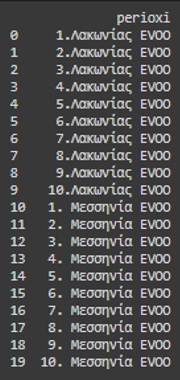 perioxi
0 1.Λακωνίας EVOO
1 2.Λακωνίας EVOO
2 3.Λακωνίας EVOO
3 4.Λακωνίας EVOO
4 5.Λακωνίας EVOO
5 6.Λακωνίας EVOO
6 7.Λακωνίας EVOO
7 8.Λακωνίας EVOO
8 9.Λακωνίας EVOO
9 10.Λακωνίας EVOO
10 1. Μεσσηνία EVOO
11 2. Μεσσηνία EVOO
12 3. Μεσσηνία EVOO
13 4. Μεσσηνία EVOO
14 5. Μεσσηνία EVOO
15 6. Μεσσηνία EVOO
16 7. Μεσσηνία EVOO
17 8. Μεσσηνία EVOO
18 9. Μεσσηνία EVOO
19 10. Μεσσηνία EVOO